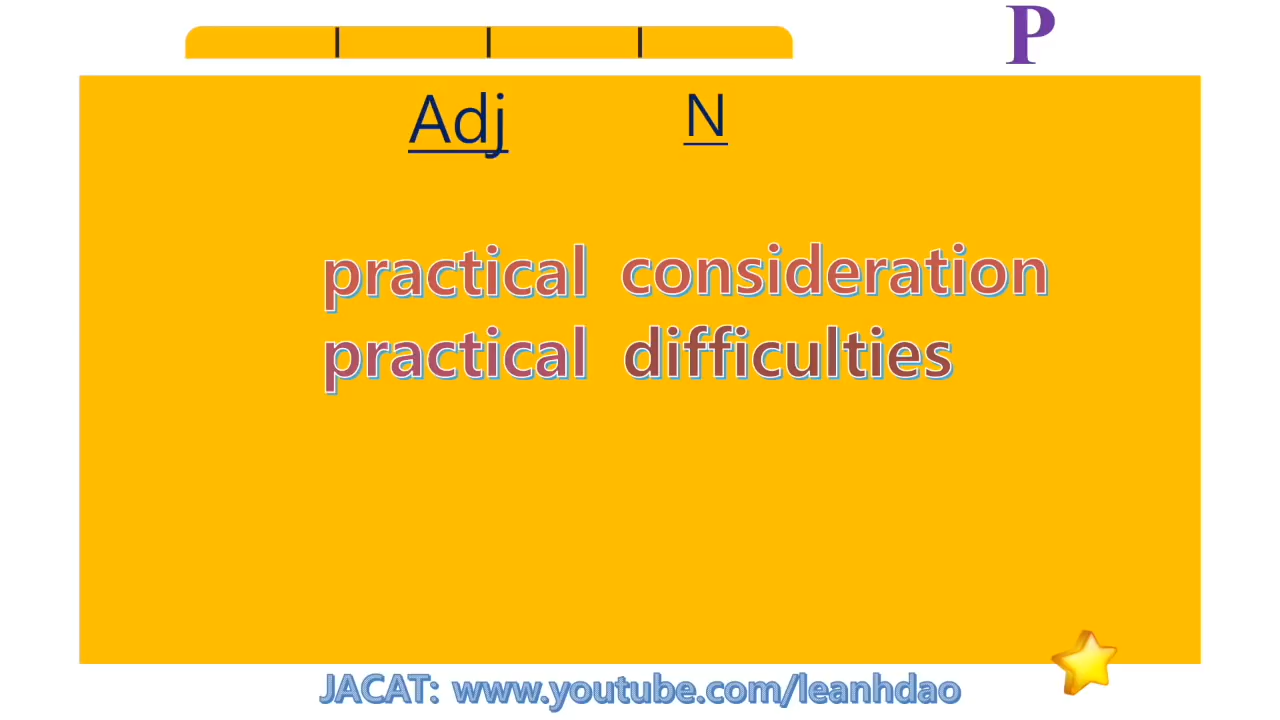 P
Adj N
practical consideration
practical difficulties
JACAT: www.youtube.com/leanhdao